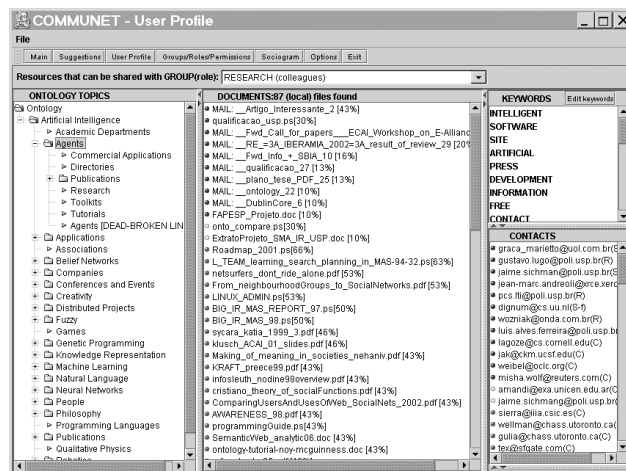 COMMUNET - User Profile
File
Main Suggestions User Profile Groups/Roles/Permissions Sociogram Options Exit
Resources that can be shared with GROUP(role): RESEARCH (colleagues)
ONTOLOGY TOPICS
Ontology
Artificial Intelligence
Academic Departments
Agents
Commercial Applications
Directories
Publications
Research
Toolkits
Tutorials
Agents [DEAD-BROKEN LIN
Applications
Associations
Belief Networks
Companies
Conferences and Events
Creativity
Distributed Projects
Fuzzy
Games
Genetic Programming
Knowledge Representation
Machine Learning
Natural Language
Neural Networks
People
Philosophy
Programming Languages
Publications
Qualitative Physics
Robotics
DOCUMENTS:87 (local) files found
MAIL: __Artigo_Interessante_2 [43%]
qualificacao_usp.ps[30%]
MAIL: __Fwd_Call_for_papers___ECAI_Workshop_on_E-Allianc
MAIL: __RE_=3A_IBERAMIA_2002=3A_result_of_review_29 [20%
MAIL: __Fwd_Info_+_SBIA_10 [16%]
MAIL: __qualificacao_27 [13%]
MAIL: __plano_tese_PDF_25 [13%]
MAIL: __ontology_22 [10%]
MAIL: __DublinCore_6 [10%]
FAPESP_Projeto.doc [10%]
onto_compare.ps[30%]
ExtratoProjeto_SMA_IR_USP.doc [10%]
Roadmap_2001.ps[66%]
L_TEAM_learning_search_planning_in_MAS-94-32.ps[63%]
netsurfers_dont_ride_alone.pdf [53%]
From_neighbourhoodGroups_to_SocialNetworks.pdf [53%]
LINUX_ADMIN.ps[53%]
BIG_IR_MAS_REPORT_97.ps[50%]
BIG_IR_MAS_98.ps[50%]
sycara_katia_1999_3.pdf [46%]
klusch_ACAI_01_slides.pdf [46%]
Making_of_meaning_in_societies_nehaniv.pdf [43%]
KRAFT_preece99.pdf [43%]
infosleuth_nodine98overview.pdf [43%]
cristiano_theory_of_socialFunctions.pdf [43%]
ComparingUsersAndUsesOfWeb_SocialNets_2002.pdf [43%]
AWARENESS_98.pdf [43%]
programmingGuide.ps[43%]
SemanticWeb_analytic06.doc [43%]
ontology-tutorial-noy-mcguinness.doc [43%]
KEYWORDS Edit keywords
INTELLIGENT
SOFTWARE
SITE
ARTIFICIAL
PRESS
DEVELOPMENT
INFORMATION
FREE
CONTACT
CONTACTS
graca_marietto@uol.com.br(S
gustavo.lugo@poli.usp.br(R)
jaime.sichman@poli.usp.br(S
jean-marc.andreoli@xrce.xero
pcs.lti@poli.usp.br(R)
dignum@cs.uu.nl(S-f)
wozniak@onda.com.br(R)
luis.alves.ferreira@poli.usp.b
lagoze@cs.cornell.edu(C)
jak@ckm.ucsf.edu(C)
weibel@oclc.org(C)
misha.wolf@reuters.com(C)
amandi@exa.unicen.edu.ar(C
jaime.sichmang@poli.usp.br
sierra@iiia.csic.es(C)
wellman@chass.utoronto.ca(
gulia@chass.utoronto.ca(C)
tex@sfgate.com(C)